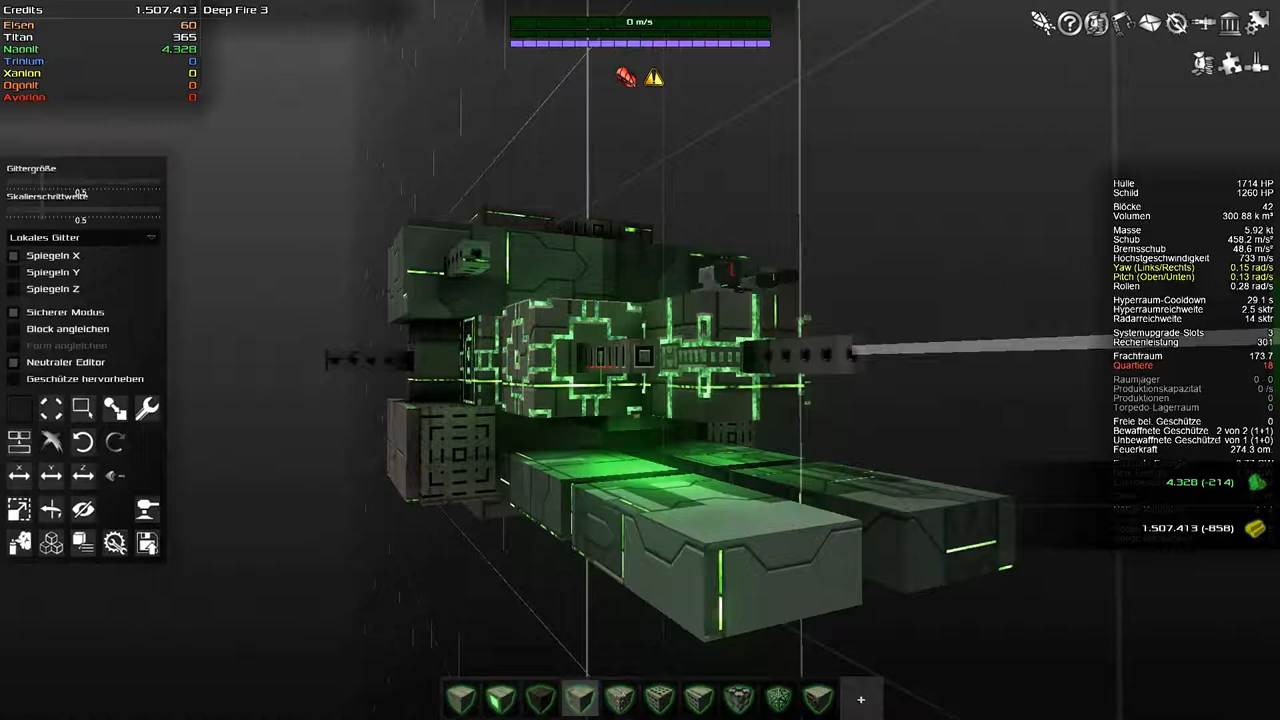 Credits 1.507.413 Deep Fire 3
Eisen 60
Titan 365
Naonit 4.328
Trinium 0
Xanion 0
Ogonit 0
Avorion 0
0 m/s
Gittergröße
0.5
Skalierschrittweite
0.5
Lokales Gitter
Spiegeln X
Spiegeln Y
Spiegeln Z
Sicherer Modus
Block angleichen
Form angleichen
Neutraler Editor
Geschütze hervorheben
X Y Z
Hülle 1714 HP
Schild 1260 HP
Blöcke 42
Volumen 300.88 k m³
Masse 5.92 kt
Schub 458.2 m/s²
Bremsschub 48.6 m/s²
Höchstgeschwindigkeit 733 m/s
Yaw (Links/Rechts) 0.15 rad/s
Pitch (Oben/Unten) 0.13 rad/s
Rollen 0.28 rad/s
Hyperraum-Cooldown 29.1 s
Hyperraumreichweite 2.5 sktr
Radarreichweite 14 sktr
Systemupgrade-Slots 3
Rechenleistung 301
Frachtraum 173.7
Quartiere 18
Raumjäger 0 - 0
Produktionskapazität 0 /s
Produktionen 0
Torpedo-Lagerraum 0
Freie bel. Geschütze 0
Bewaffnete Geschütz 2 von 2 (1+1)
Unbewaffnete Geschütz von 1 (1+0)
Feuerkraft 274.3 om.
4.328 (-214)
1.507.413 (-858)
+